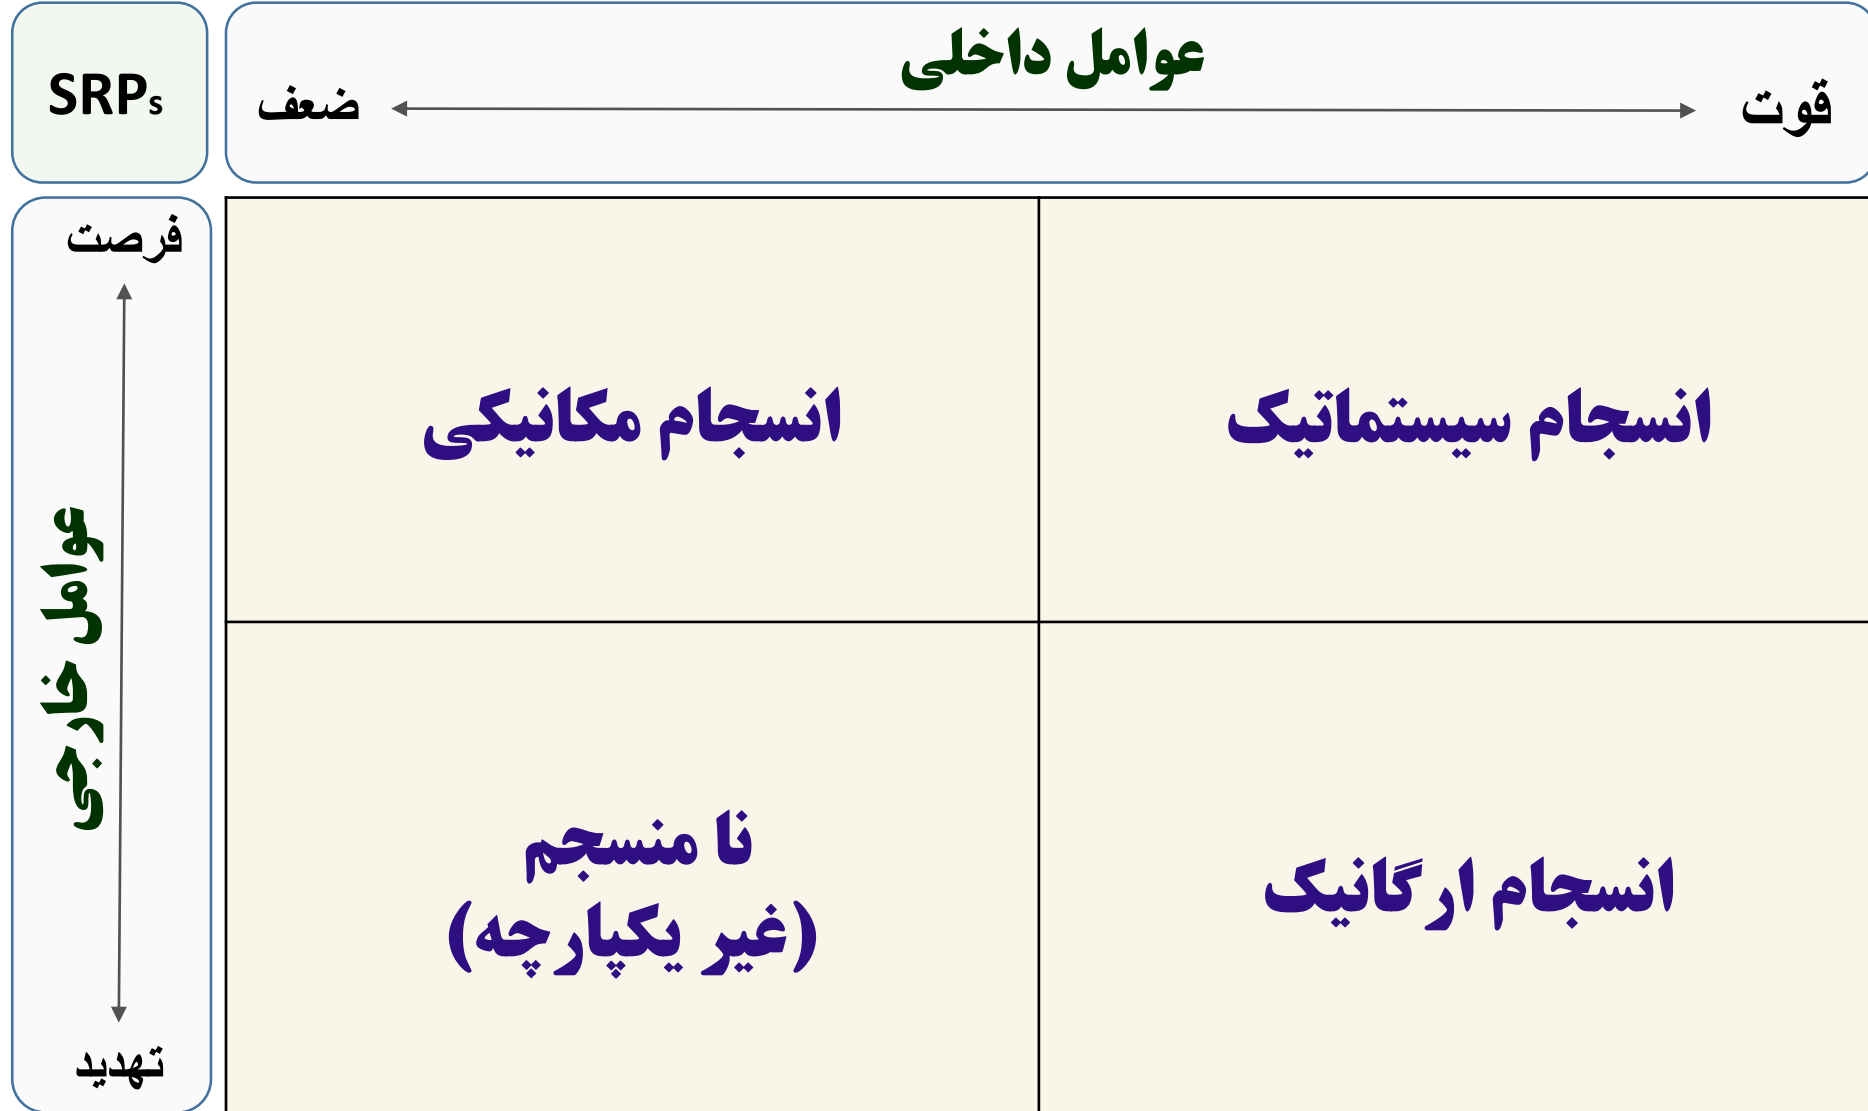 SRPs
عوامل داخلی
قوت
ضعف
فرصت
عوامل خارجی
تهدید
انسجام سیستماتیک
انسجام مکانیکی
انسجام ارگانیک
نا منسجم
(غیر یکپارچه)